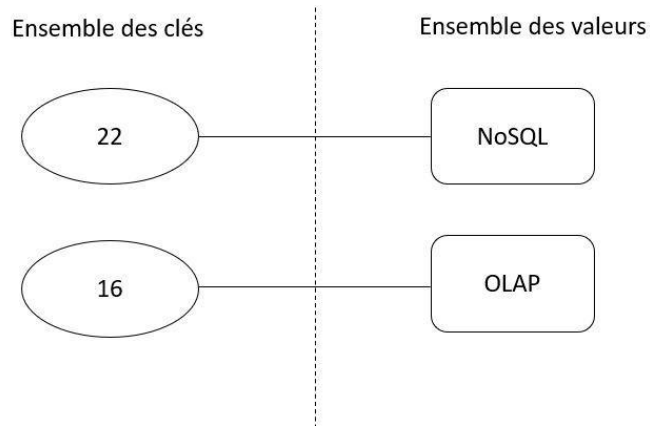 Ensemble des clés
Ensemble des valeurs
22
NoSQL
16
OLAP